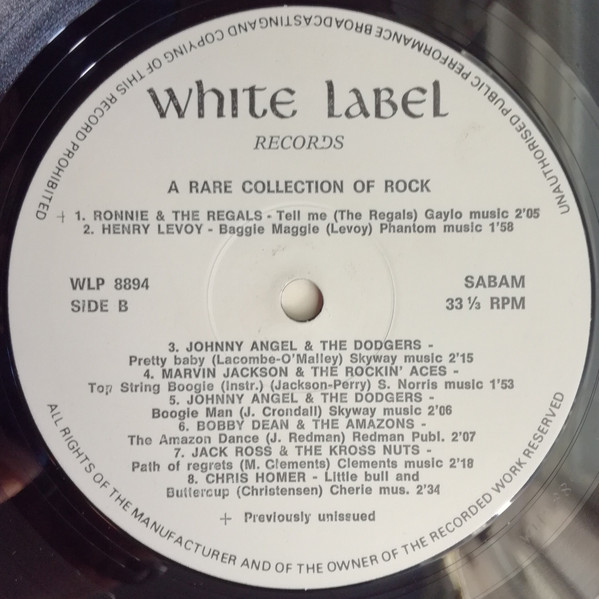 UNAUTHORISED PUBLIC PERFORMANCE BROADCASTING AND COPYING OF THIS RECORD PROHIBITED
White Label
RECORDS
A RARE COLLECTION OF ROCK
+ 1. RONNIE & THE REGALS - Tell me (The Regals) Gaylo music 2'05
2. HENRY LEVOY - Baggie Maggie (Levoy) Phantom music 1'58
WLP 8894
SABAM
SiDE B
33 ⅓ RPM
3. JOHNNY ANGEL & THE DODGERS -
Pretty baby (Lacombe-O'Malley) Skyway music 2'15
4. MARVIN JACKSON & THE ROCKIN' ACES -
Top String Boogie (Instr.) (Jackson-Perry) S. Norris music 1'53
5. JOHNNY ANGEL & THE DODGERS -
Boogie Man (J. Crondall) Skyway music 2'06
6. BOBBY DEAN & THE AMAZONS -
The Amazon Dance (J. Redman) Redman Publ. 2'07
7. JACK ROSS & THE KROSS NUTS -
Path of regrets (M. Clements) Clements music 2'18
8. CHRIS HOMER - Little bull and
Buttercup (Christensen) Cherie mus. 2'34
+ Previously unissued
ALL RIGHTS OF THE MANUFACTURER AND OF THE OWNER OF THE RECORDED WORK RESERVED